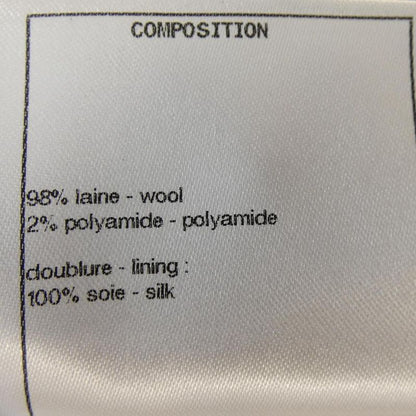 COMPOSITION
98% laine - wool
2% polyamide - polyamide
doublure - lining :
100% soie - silk